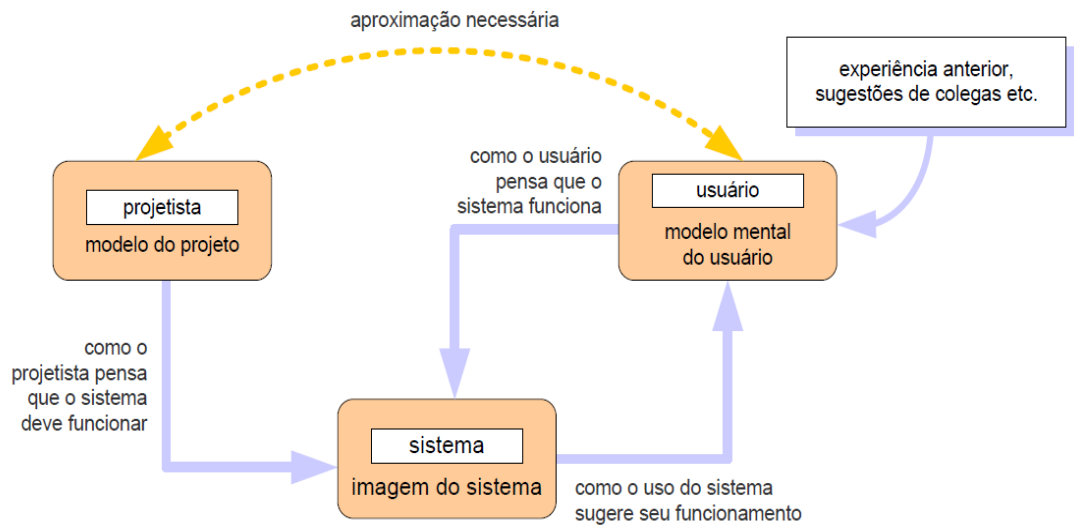 aproximação necessária
experiência anterior,
sugestões de colegas etc.
projetista
modelo do projeto
como o usuário
pensa que o
sistema funciona
usuário
modelo mental
do usuário
como o
projetista pensa
que o sistema
deve funcionar
sistema
imagem do sistema
como o uso do sistema
sugere seu funcionamento